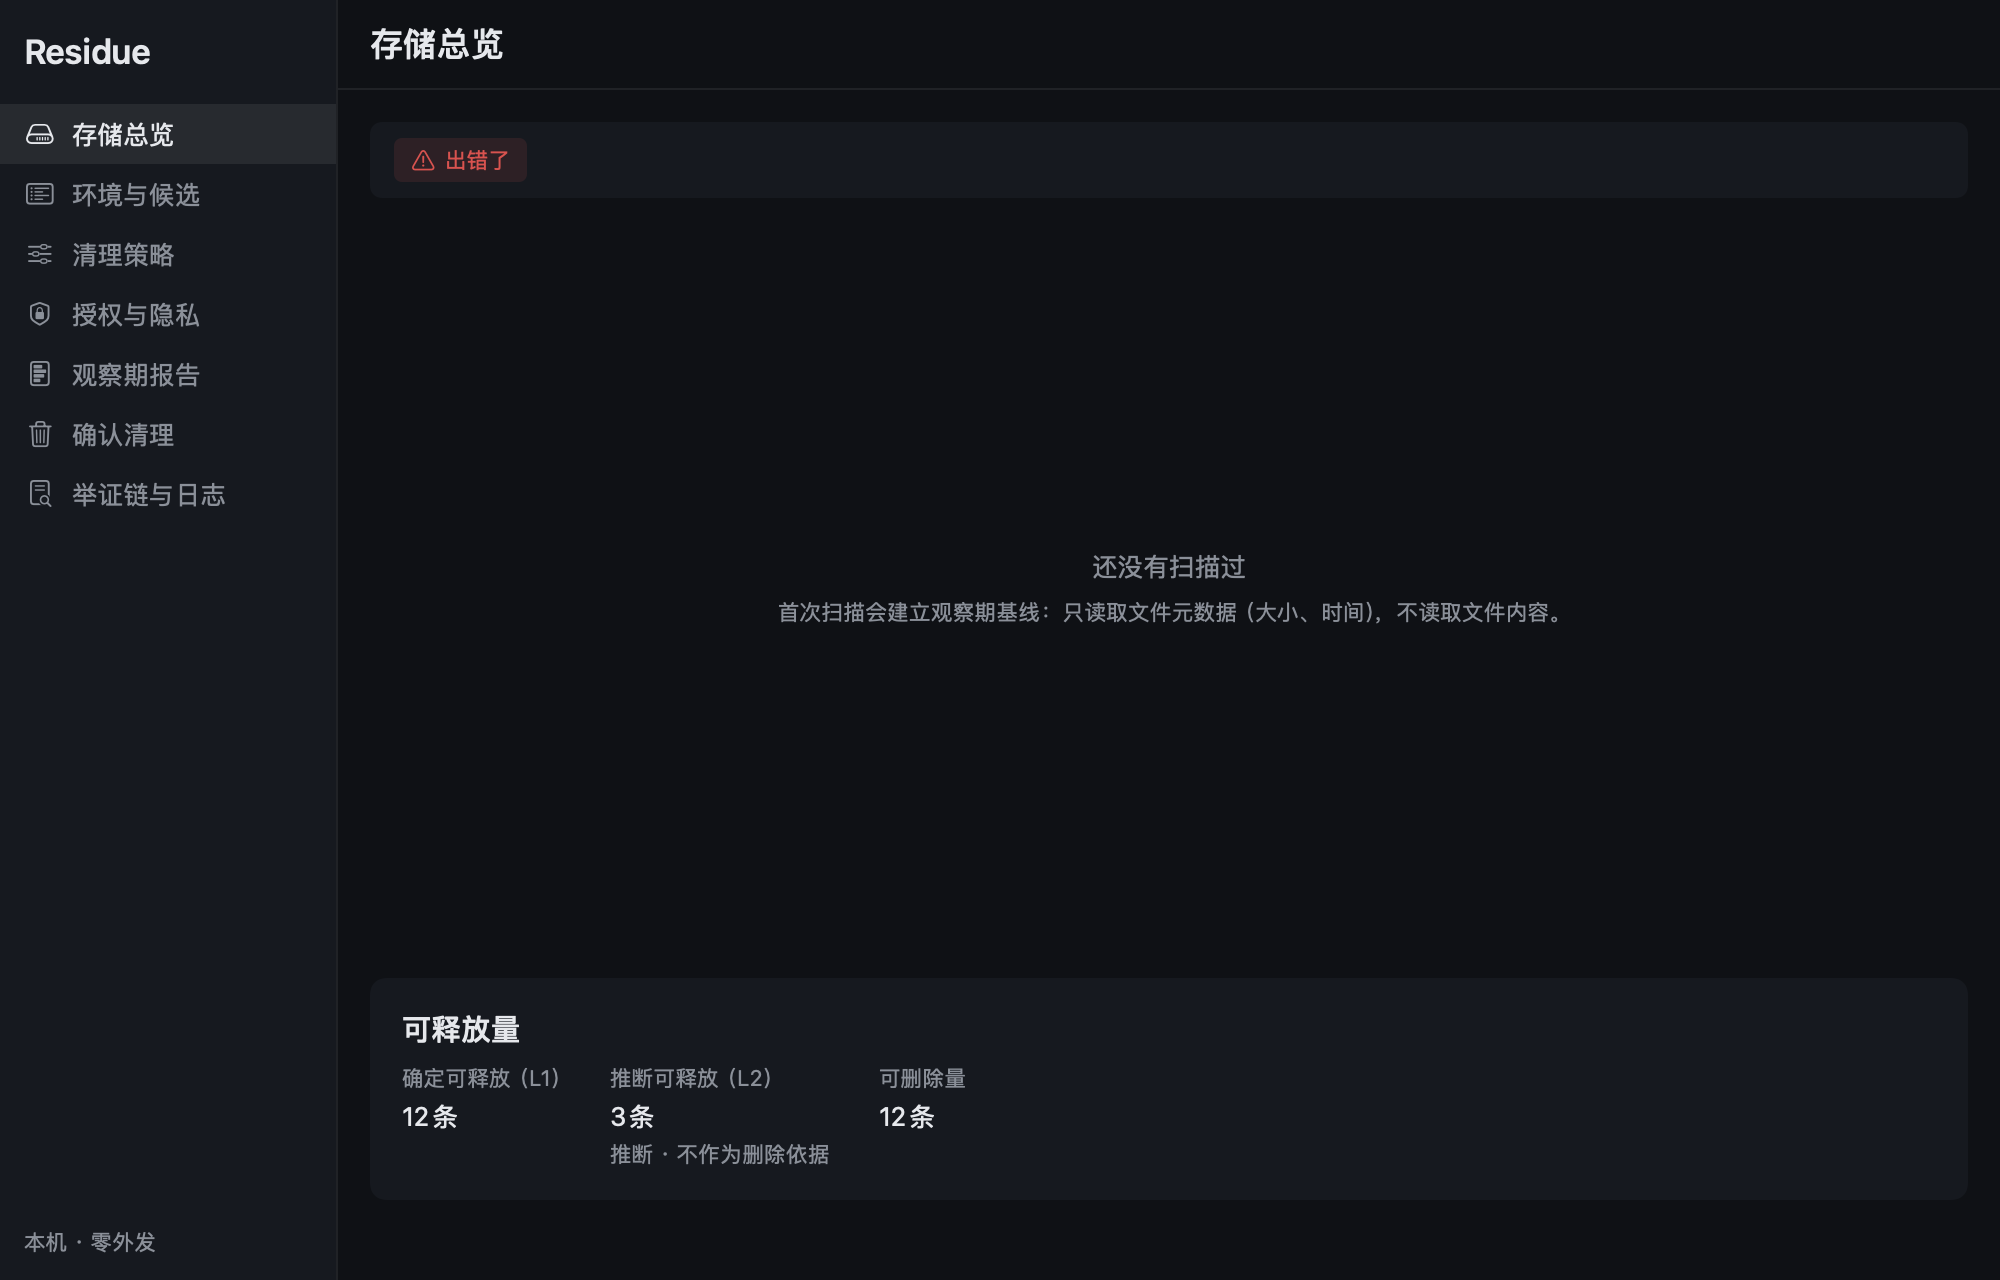 Residue
存储总览
环境与候选
清理策略
授权与隐私
观察期报告
确认清理
举证链与日志
本机 · 零外发
存储总览
出错了
还没有扫描过
首次扫描会建立观察期基线：只读取文件元数据（大小、时间），不读取文件内容。
可释放量
确定可释放（L1） 推断可释放（L2） 可删除量
12 条 3 条 12 条
推断 · 不作为删除依据